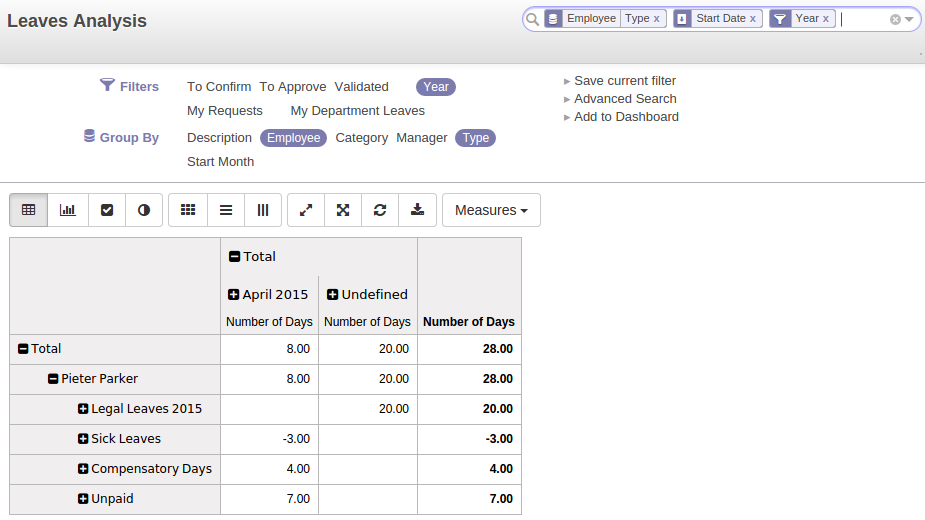 Leaves Analysis
Employee Type x Start Date x Year x
Filters To Confirm To Approve Validated Year
My Requests My Department Leaves
Group By Description Employee Category Manager Type
Start Month
Save current filter
Advanced Search
Add to Dashboard
Measures
Total
April 2015 Undefined
Number of Days Number of Days Number of Days
Total 8.00 20.00 28.00
Pieter Parker 8.00 20.00 28.00
Legal Leaves 2015 20.00 20.00
Sick Leaves -3.00 -3.00
Compensatory Days 4.00 4.00
Unpaid 7.00 7.00